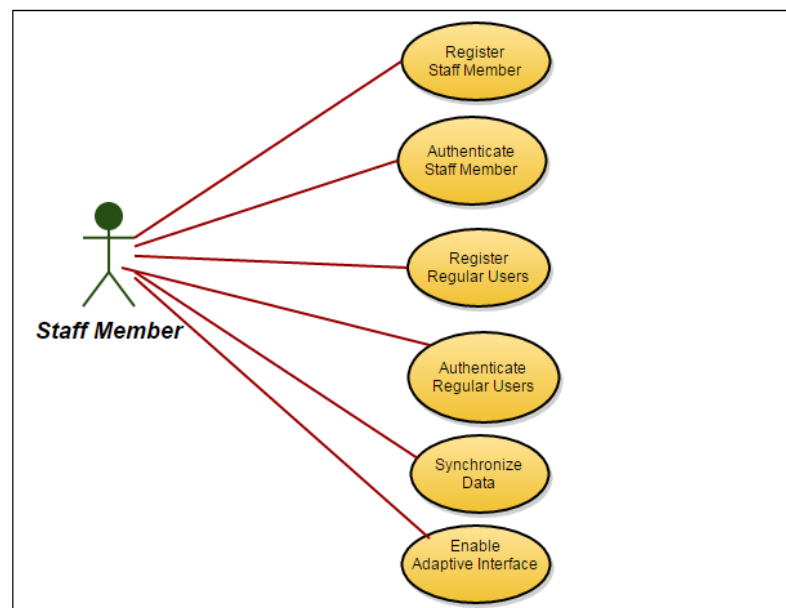 Register
Staff Member
Authenticate
Staff Member
Register
Regular Users
Staff Member
Authenticate
Regular Users
Synchronize
Data
Enable
Adaptive Interface